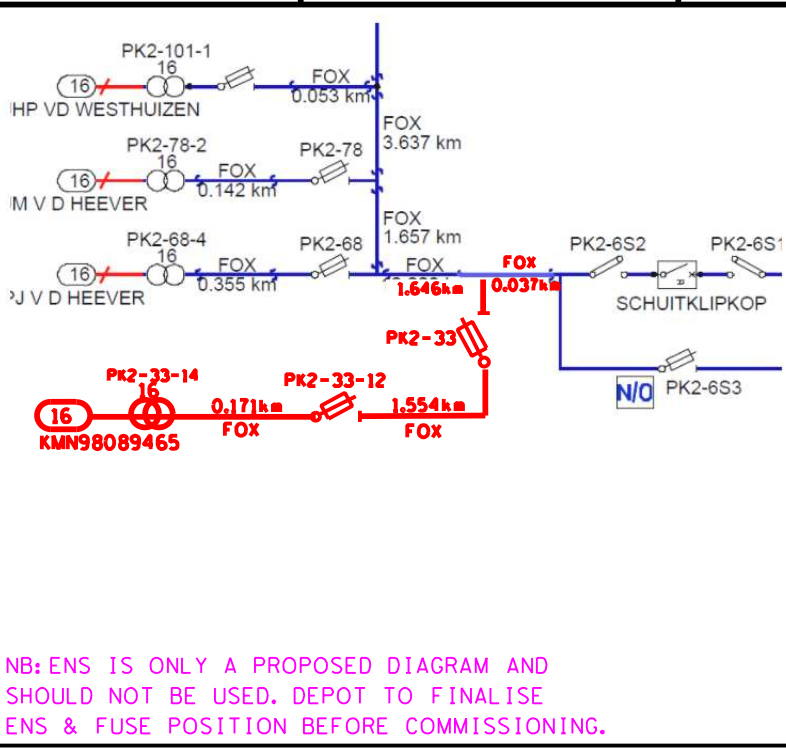 PK2-101-1
16
16
FOX
0.053 km
HP VD WESTHUIZEN
FOX
3.637 km
PK2-78-2
16
16
FOX
0.142 km
PK2-78
M V D HEEVER
FOX
1.657 km
PK2-68-4
16
16
FOX
0.355 km
PK2-68
PJ V D HEEVER
FOX
1.646km
FOX
0.037km
PK2-6S2
PK2-6S1
SCHUITKLIPKOP
PK2-33
N/O
PK2-6S3
PK2-33-14
16
16
KMN98089465
0.171km
FOX
PK2-33-12
1.554km
FOX
NB: ENS IS ONLY A PROPOSED DIAGRAM AND
SHOULD NOT BE USED. DEPOT TO FINALISE
ENS & FUSE POSITION BEFORE COMMISSIONING.